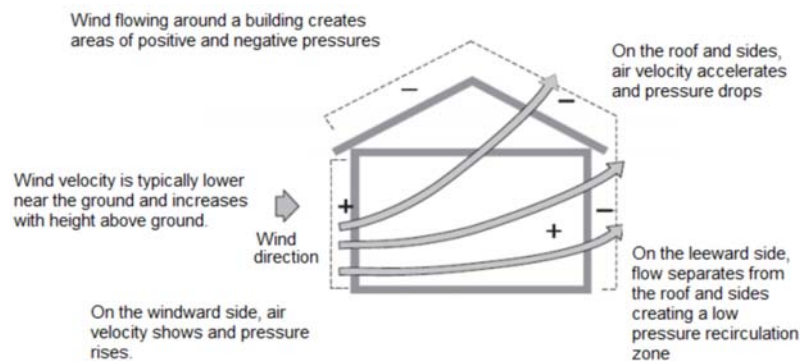 Wind flowing around a building creates
areas of positive and negative pressures
On the roof and sides,
air velocity accelerates
and pressure drops
−
−
Wind velocity is typically lower
near the ground and increases
with height above ground.
+
Wind
direction
+
−
On the leeward side,
flow separates from
the roof and sides
creating a low
pressure recirculation
zone
On the windward side, air
velocity shows and pressure
rises.